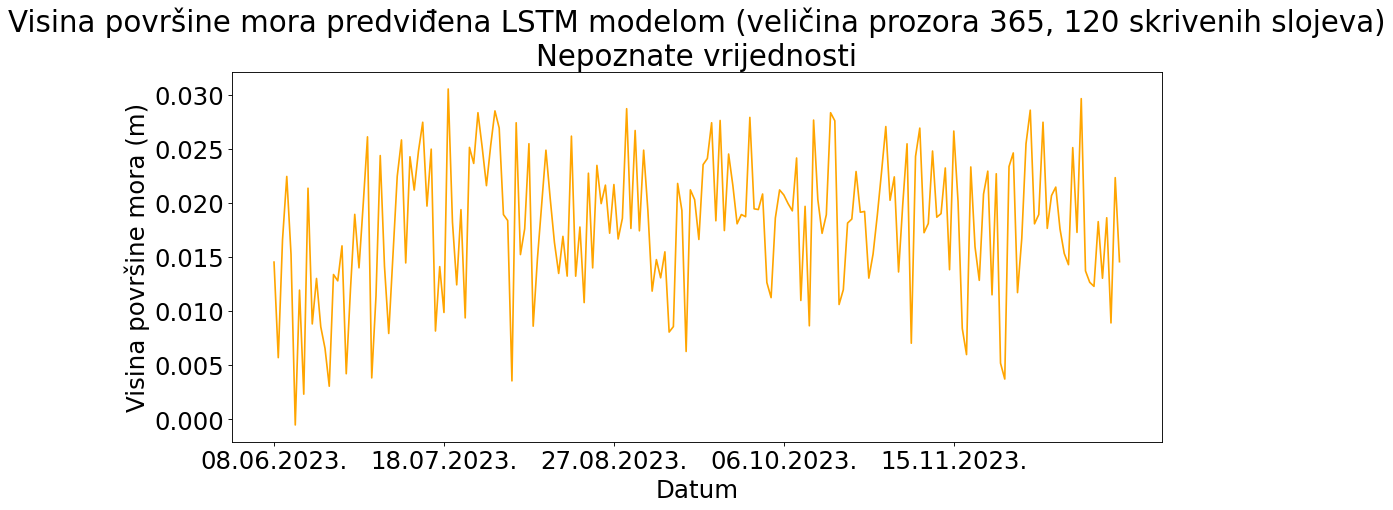 Visina površine mora predviđena LSTM modelom (veličina prozora 365, 120 skrivenih slojeva)
Nepoznate vrijednosti
Visina površine mora (m)
0.030
0.025
0.020
0.015
0.010
0.005
0.000
08.06.2023. 18.07.2023. 27.08.2023. 06.10.2023. 15.11.2023.
Datum